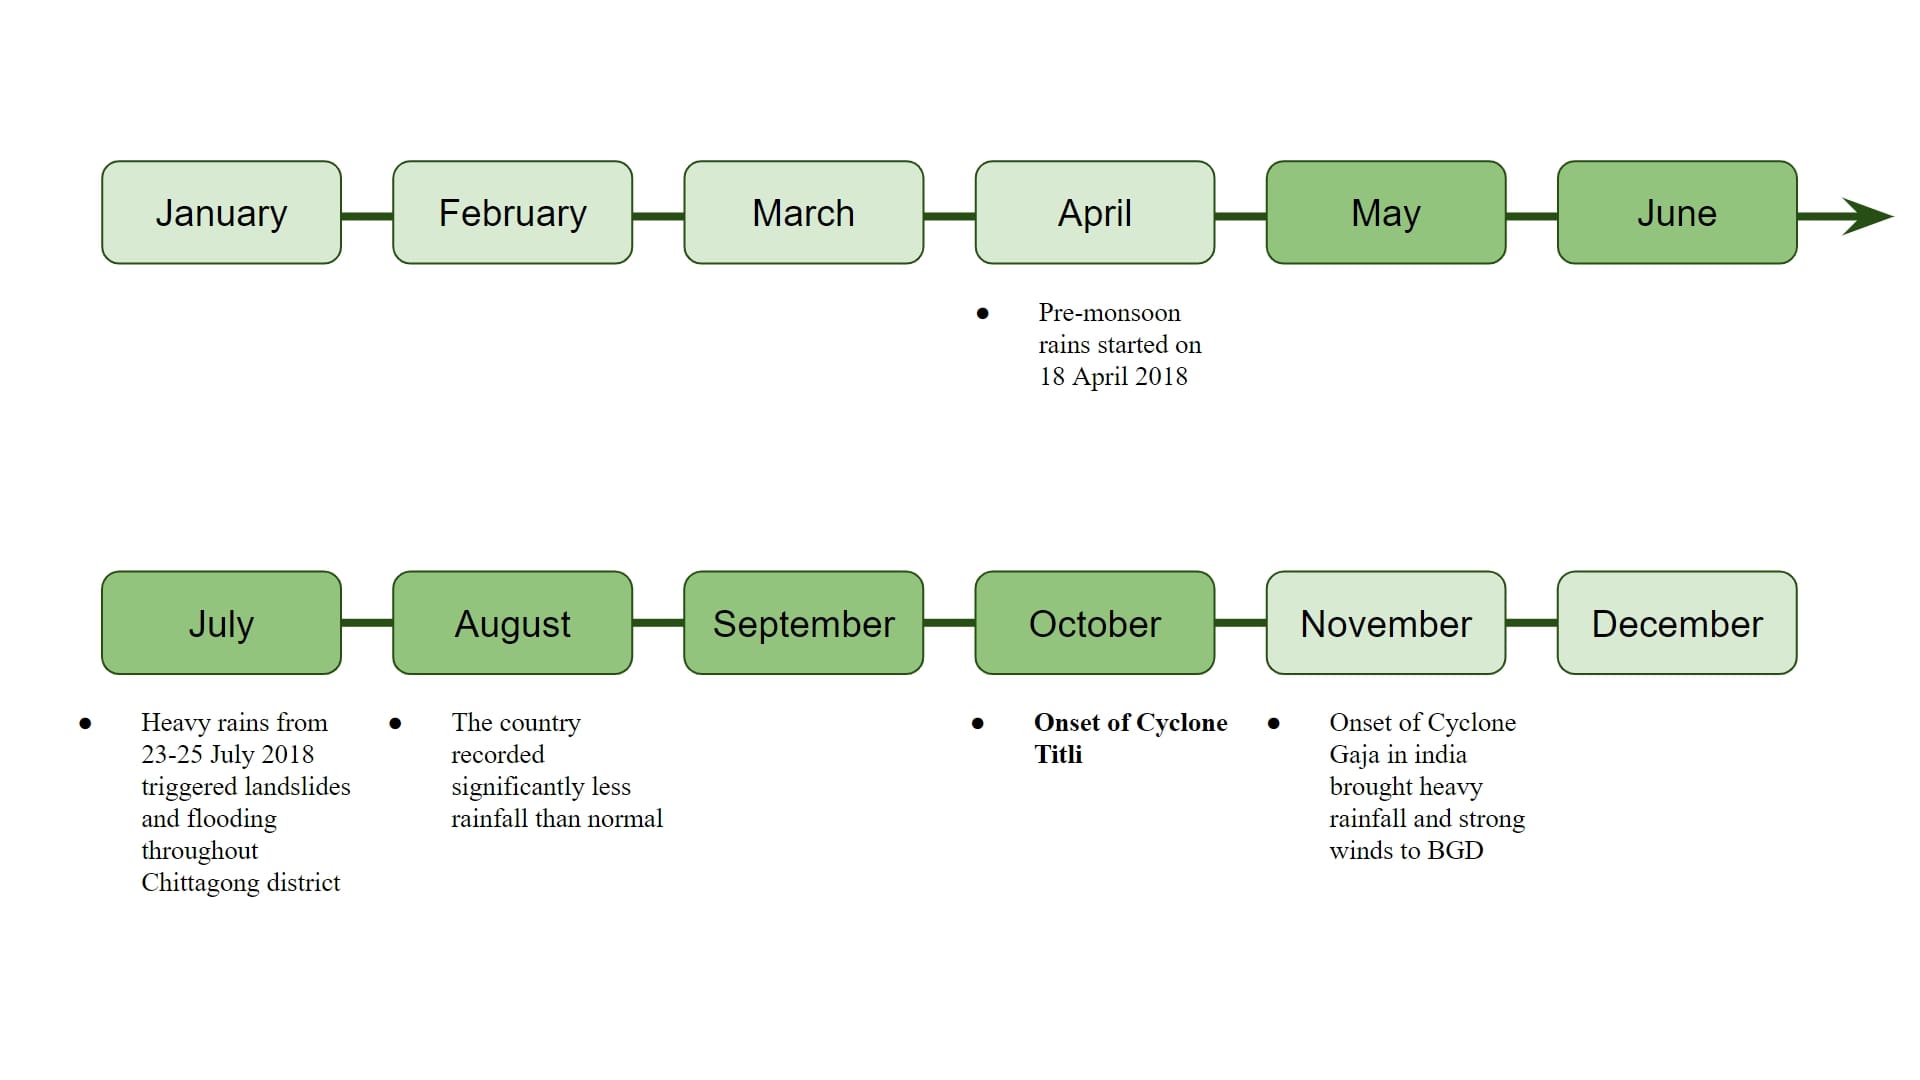 January
February
March
April
May
June
● Pre-monsoon
rains started on
18 April 2018
July
August
September
October
November
December
● Heavy rains from
23-25 July 2018
triggered landslides
and flooding
throughout
Chittagong district
● The country
recorded
significantly less
rainfall than normal
● Onset of Cyclone
Titli
● Onset of Cyclone
Gaja in india
brought heavy
rainfall and strong
winds to BGD